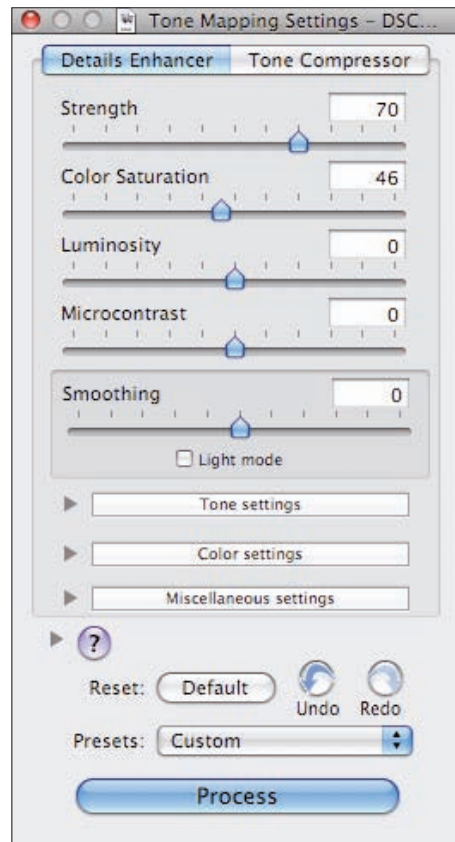 Tone Mapping Settings – DSC...
Details Enhancer Tone Compressor
Strength 70
Color Saturation 46
Luminosity 0
Microcontrast 0
Smoothing 0
Light mode
Tone settings
Color settings
Miscellaneous settings
?
Reset: Default
Undo Redo
Presets: Custom
Process